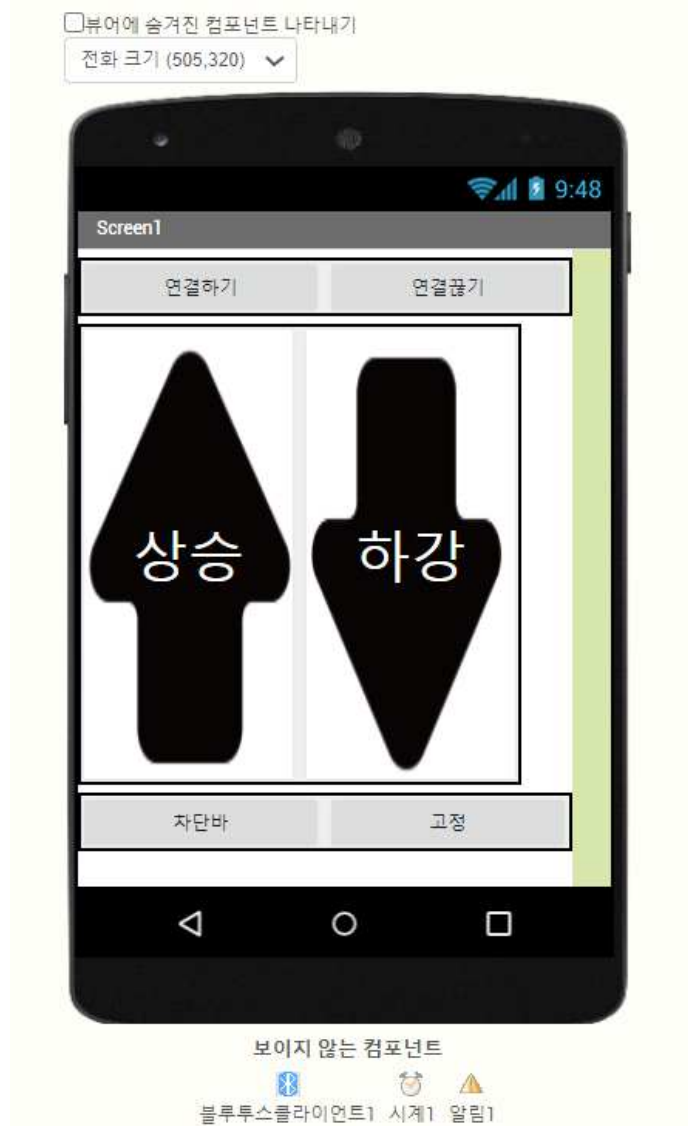 뷰어에 숨겨진 컴포넌트 나타내기
전화 크기 (505,320)
9:48
Screen1
연결하기 연결끊기
상승 하강
차단바 고정
보이지 않는 컴포넌트
블루투스클라이언트1 시계1 알림1